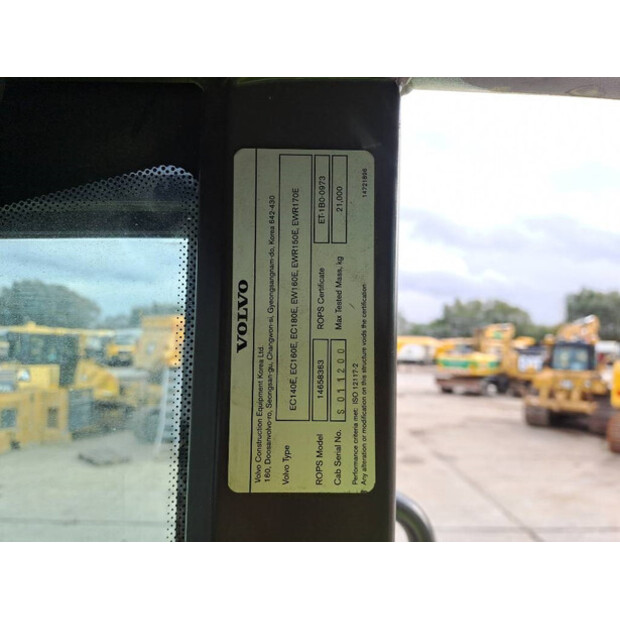 VOLVO
Volvo Construction Equipment Korea Ltd.
160, Doosanvolvo-ro, Seongsan-gu, Changwon-si, Gyeongsangnam-do, Korea 642-430
Volvo Type
EC140E, EC160E, EC180E, EW160E, EWR150E, EWR170E
ROPS Model 14658363 ROPS Certificate ET-1B0-0973
Cab Serial No. S 011200 Max Tested Mass, kg 21,000
Performance criteria met: ISO 12117-2
Any alteration or modification on this structure voids the certification. 14721896